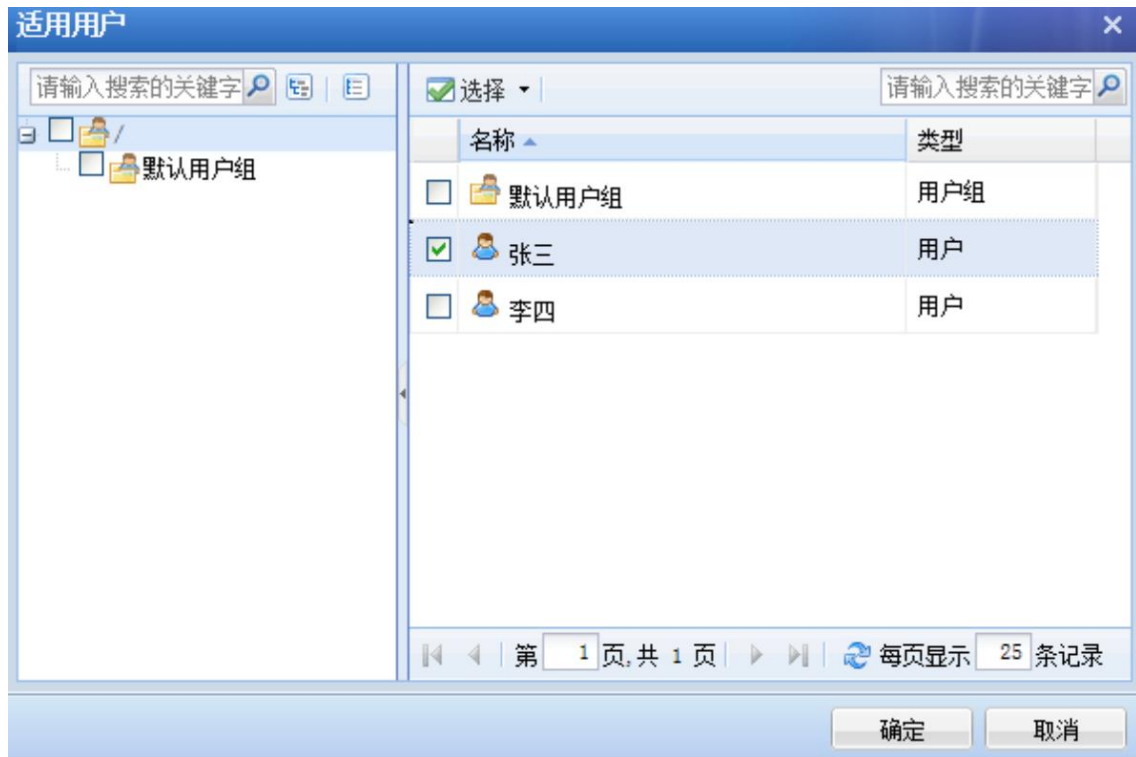 适用用户
请输入搜索的关键字
/
默认用户组
选择
请输入搜索的关键字
名称 类型
默认用户组 用户组
张三 用户
李四 用户
第 1 页,共 1 页 每页显示 25 条记录
确定 取消